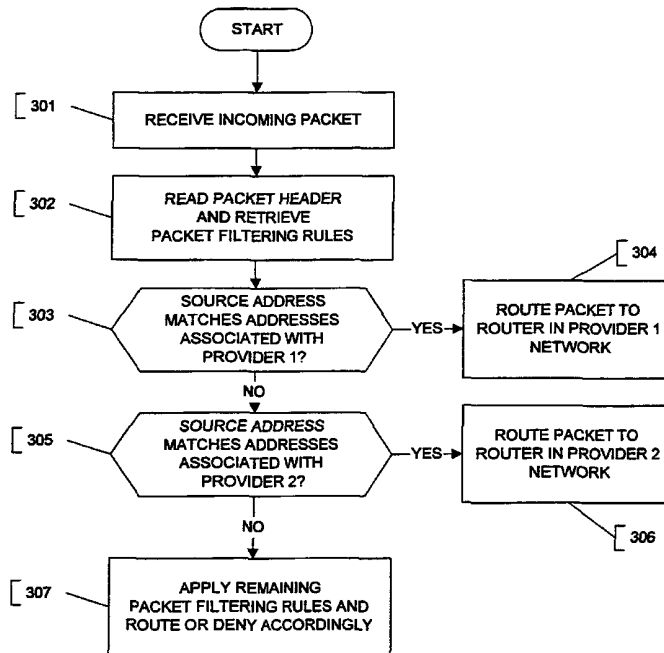 START
301
RECEIVE INCOMING PACKET
302
READ PACKET HEADER
AND RETRIEVE
PACKET FILTERING RULES
303
SOURCE ADDRESS
MATCHES ADDRESSES
ASSOCIATED WITH
PROVIDER 1?
YES
304
ROUTE PACKET TO
ROUTER IN PROVIDER 1
NETWORK
NO
305
SOURCE ADDRESS
MATCHES ADDRESSES
ASSOCIATED WITH
PROVIDER 2?
YES
ROUTE PACKET TO
ROUTER IN PROVIDER 2
NETWORK
306
NO
307
APPLY REMAINING
PACKET FILTERING RULES AND
ROUTE OR DENY ACCORDINGLY